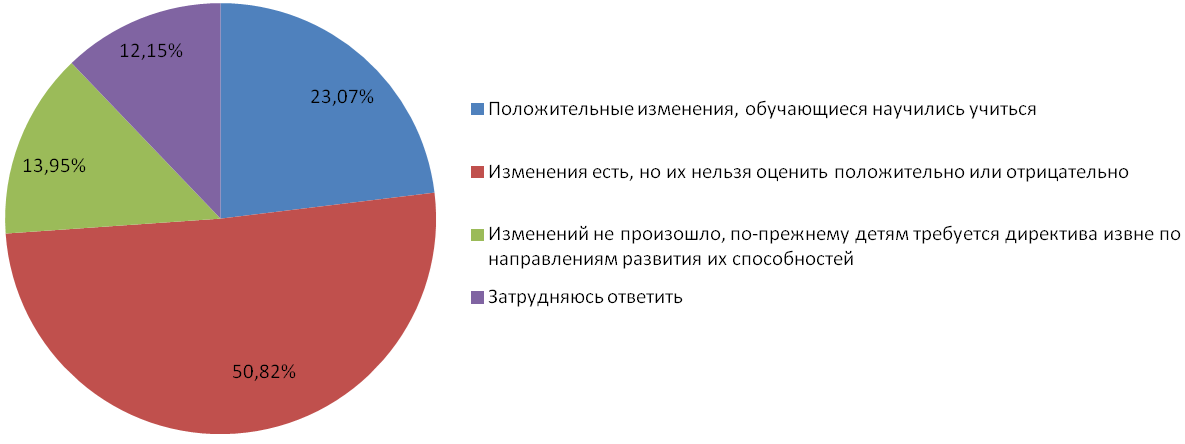 12,15%
23,07%
13,95%
50,82%
Положительные изменения, обучающиеся научились учиться
Изменения есть, но их нельзя оценить положительно или отрицательно
Изменений не произошло, по-прежнему детям требуется директива извне по
направлениям развития их способностей
Затрудняюсь ответить